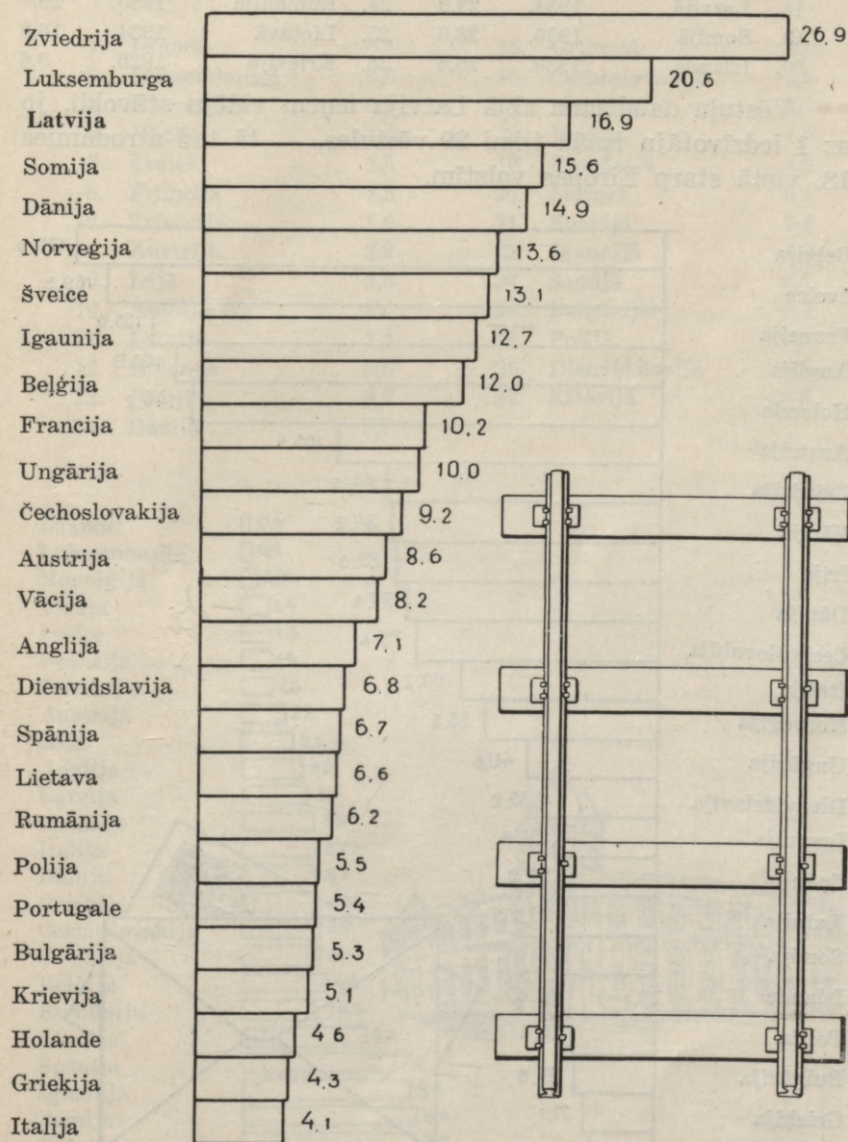 Zviedrija 26,9
Luksemburga 20.6
Latvija 16,9
Somija 15,6
Dānija 14,9
Norveģija 13,6
Šveice 13,1
Igaunija 12,7
Beļģija 12,0
Francija 10,2
Ungārija 10,0
Čechoslovakija 9.2
Austrija 8.6
Vācija 8.2
Anglija 7,1
Dienvidslavija 6.8
Spānija 6.7
Lietava 6.6
Rumānija 6.2
Polija 5.5
Portugale 5.4
Bulgārija 5.3
Krievija 5.1
Holande 4 6
Grieķija 4.3
Italija 4.1